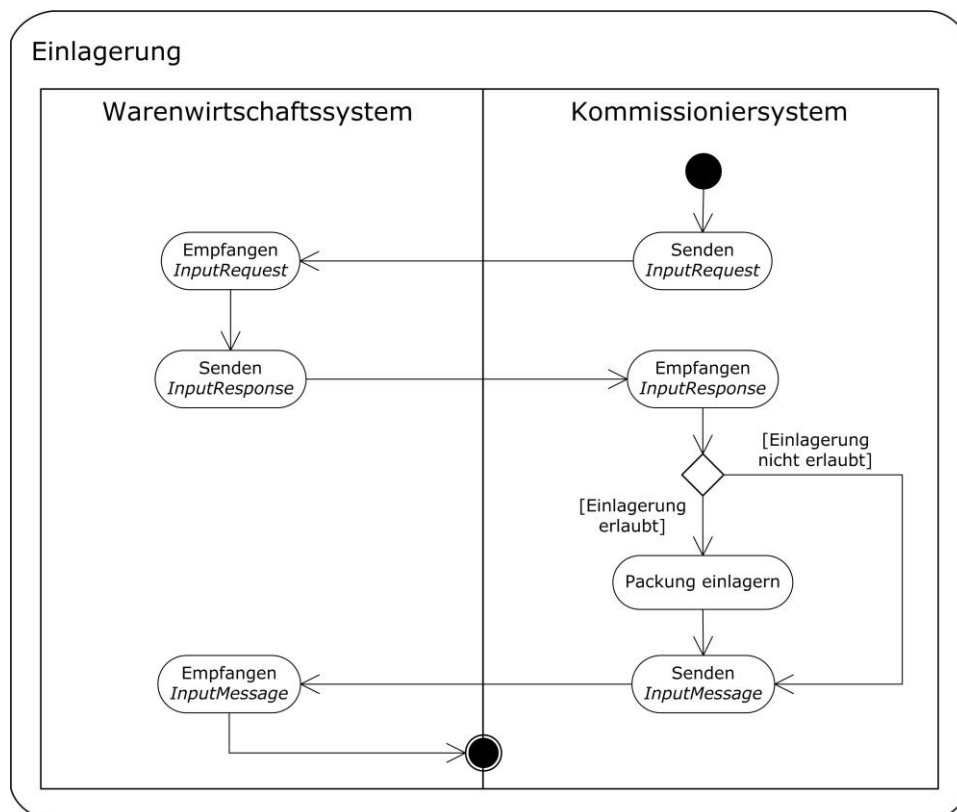 Einlagerung
Warenwirtschaftssystem
Kommissioniersystem
Empfangen
InputRequest
Senden
InputRequest
Senden
InputResponse
Empfangen
InputResponse
[Einlagerung
nicht erlaubt]
[Einlagerung
erlaubt]
Packung einlagern
Empfangen
InputMessage
Senden
InputMessage